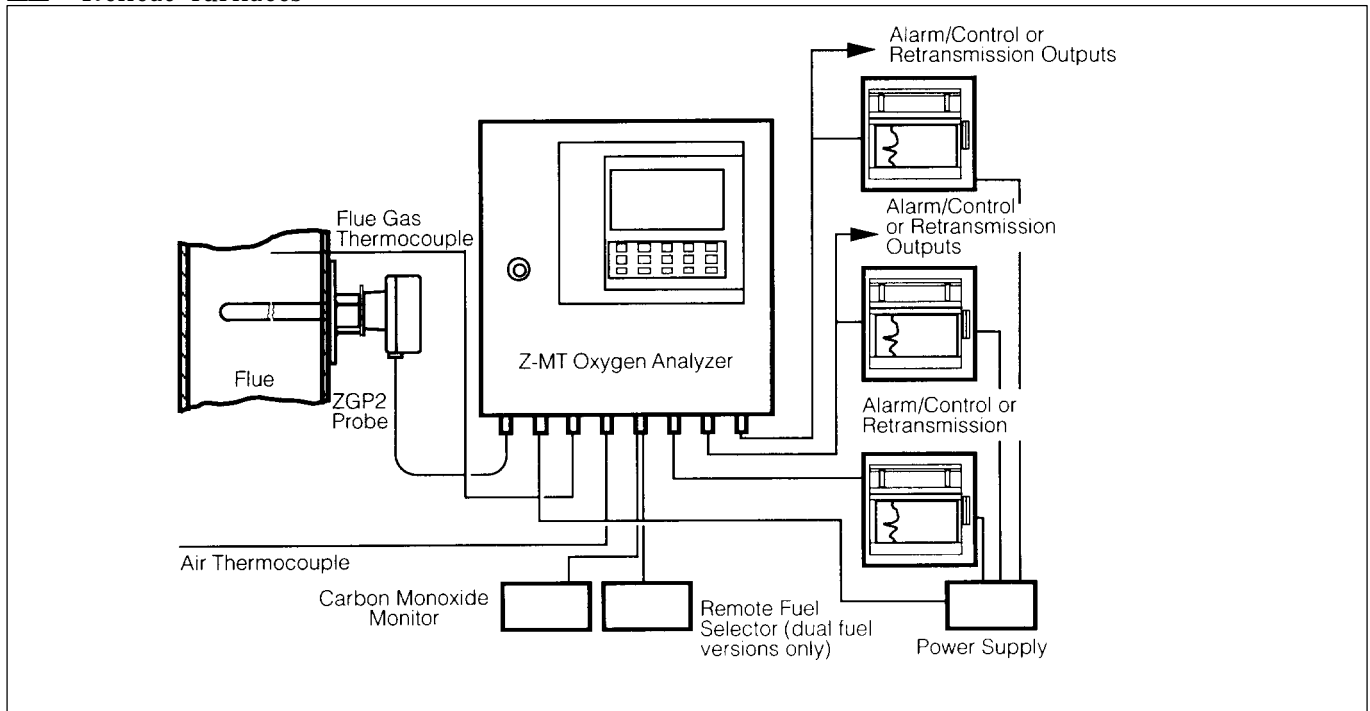 Alarm/Control or
Retransmission Outputs
Flue Gas
Thermocouple
Alarm/Control
or Retransmission
Outputs
Z-MT Oxygen Analyzer
Flue
ZGP2
Probe
Alarm/Control or
Retransmission
Air Thermocouple
Carbon Monoxide
Monitor
Remote Fuel
Selector (dual fuel
versions only)
Power Supply